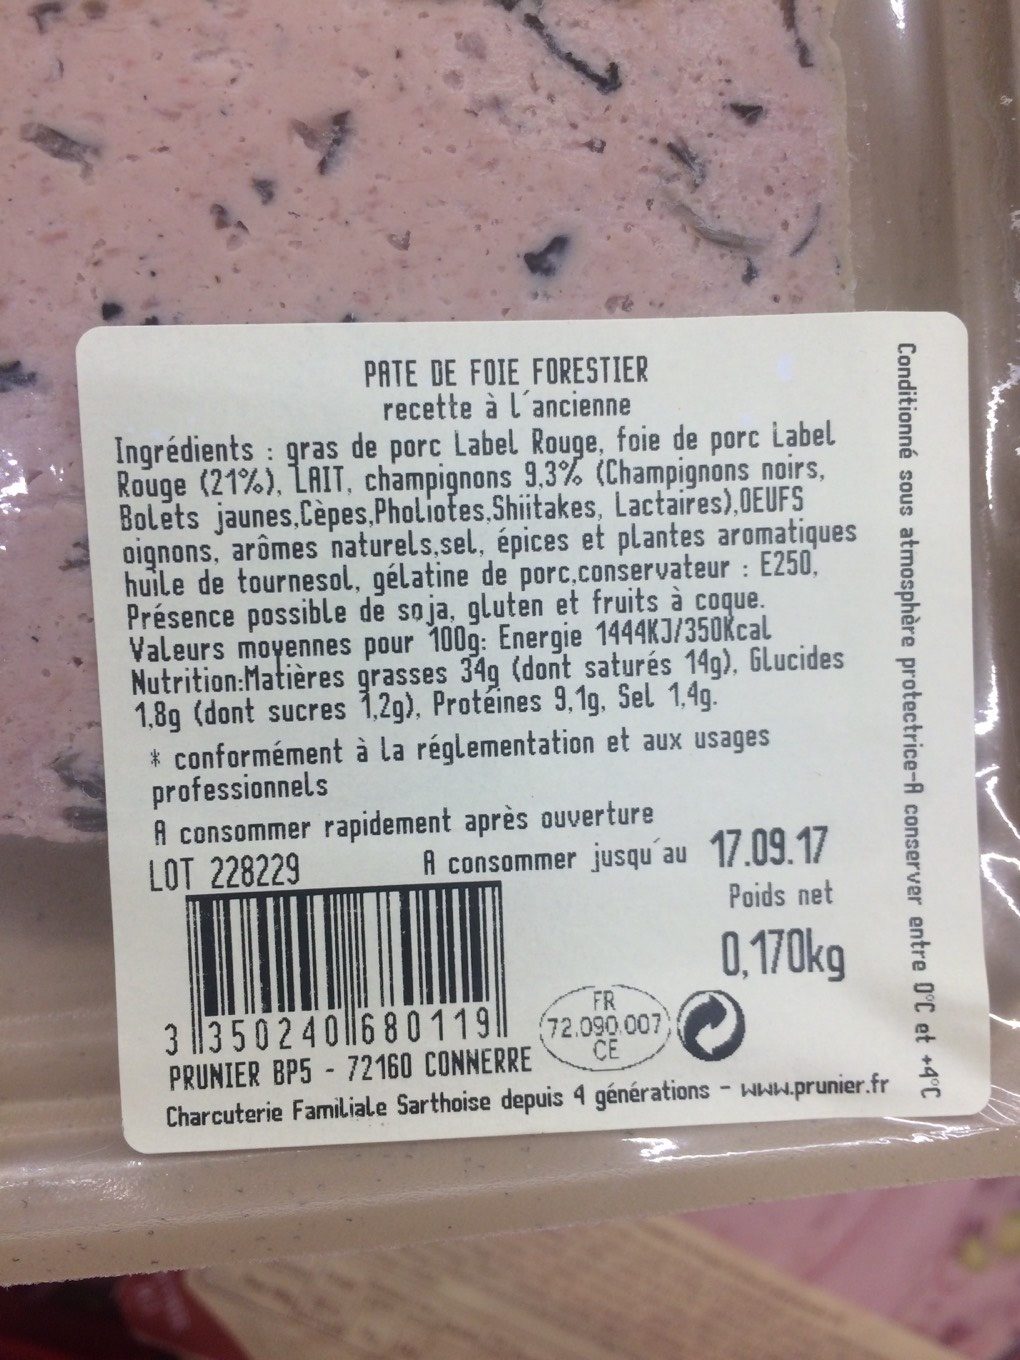 PATE DE FOIE FORESTIER
recette à l'ancienne
Ingrédients : gras de porc Label Rouge, foie de porc Label
Rouge (21%), LAIT, champignons 9,3% (Champignons noirs,
Bolets jaunes,Cèpes,Pholiotes,Shiitakes, Lactaires),OEUFS
oignons, arômes naturels,sel, épices et plantes aromatiques
huile de tournesol, gélatine de porc,conservateur : E250,
Présence possible de soja, gluten et fruits à coque.
Valeurs moyennes pour 100g: Energie 1444KJ/350Kcal
Nutrition:Matières grasses 34g (dont saturés 14g), Glucides
1,8g (dont sucres 1,2g), Protéines 9,1g, Sel 1,4g.
* conformément à la réglementation et aux usages
professionnels
A consommer rapidement après ouverture
LOT 228229 A consommer jusqu'au 17.09.17
Poids net
0,170kg
3 350240 680119
FR
72.090.007
CE
PRUNIER BP5 - 72160 CONNERRE
Charcuterie Familiale Sarthoise depuis 4 générations - www.prunier.fr
Conditionné sous atmosphère protectrice-A conserver entre 0°C et +4°C